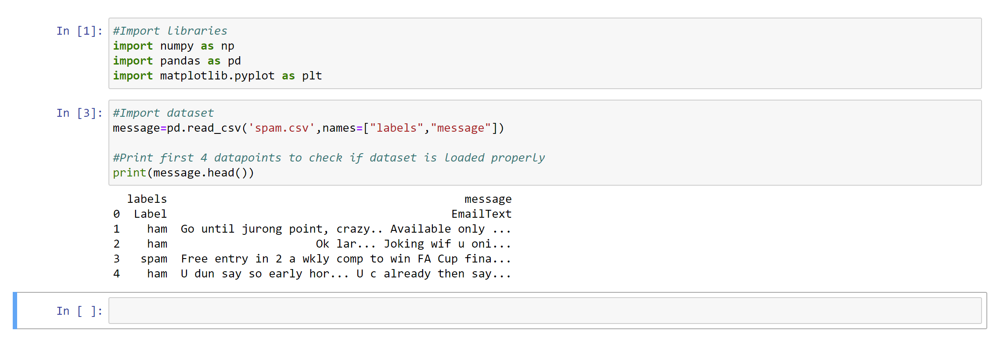 In [1]: #Import libraries
import numpy as np
import pandas as pd
import matplotlib.pyplot as plt
In [3]: #Import dataset
message=pd.read_csv('spam.csv',names=["labels","message"])
#Print first 4 datapoints to check if dataset is loaded properly
print(message.head())
labels message
0 Label EmailText
1 ham Go until jurong point, crazy.. Available only ...
2 ham Ok lar... Joking wif u oni...
3 spam Free entry in 2 a wkly comp to win FA Cup fina...
4 ham U dun say so early hor... U c already then say...
In [ ]: